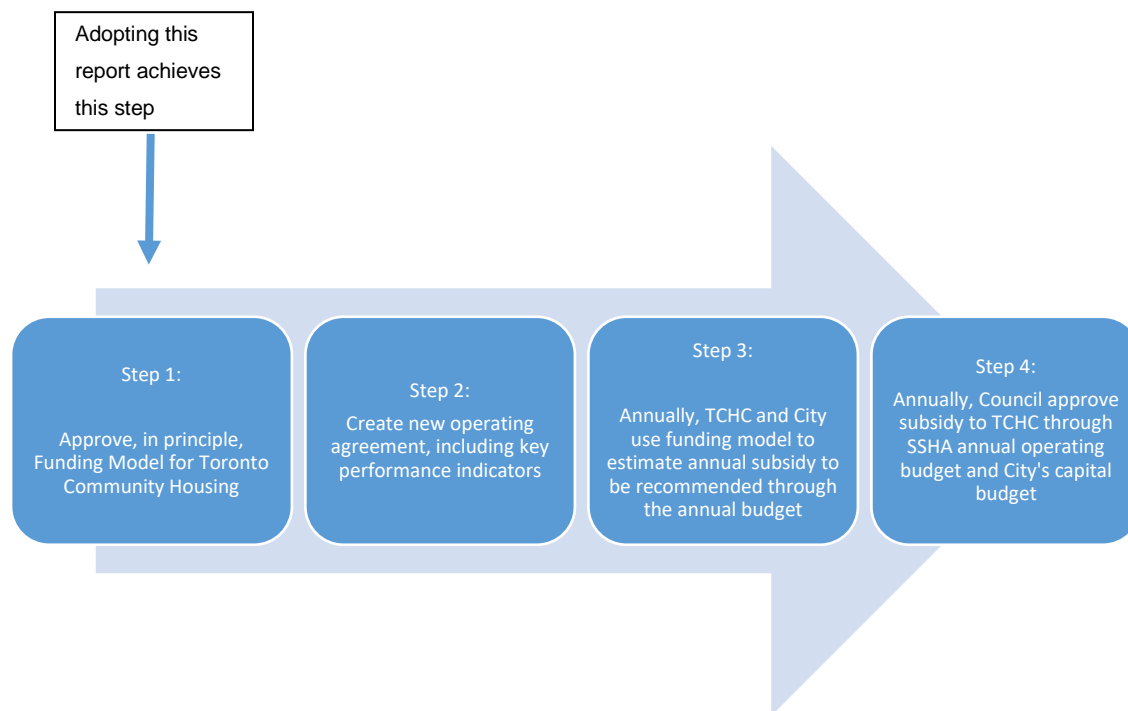 Adopting this
report achieves
this step
Step 1:
Approve, in principle,
Funding Model for Toronto
Community Housing
Step 2:
Create new operating
agreement, including key
performance indicators
Step 3:
Annually, TCHC and City
use funding model to
estimate annual subsidy to
be recommended through
the annual budget
Step 4:
Annually, Council approve
subsidy to TCHC through
SSHA annual operating
budget and City's capital
budget